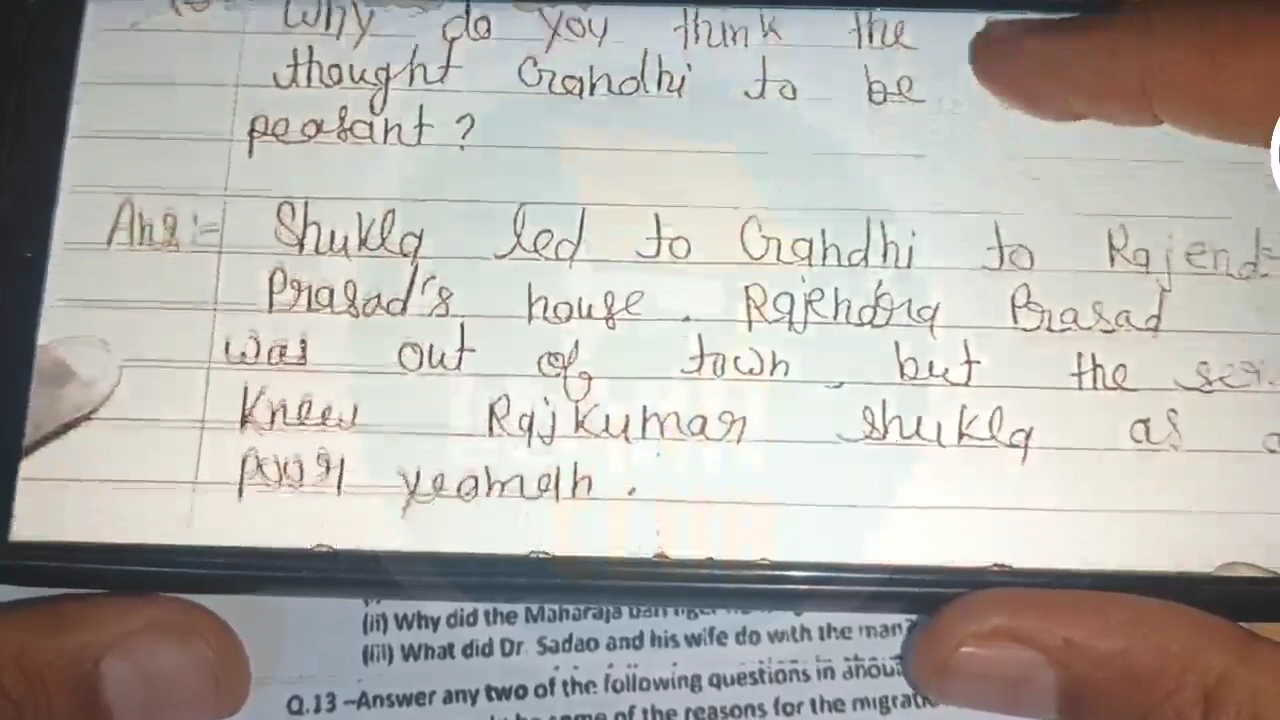 Why do you think the
thought Gandhi to be
peasant?
Ans:- Shukla led to Gandhi to Rajend
Prasad's house. Rajendra Prasad
was out of town but the
knew Rajkumar Shukla as
poor yeomen.
(ii) Why did the Maharaja ban
(iii) What did Dr. Sadao and his wife do with the man?
Q.13 –Answer any two of the following questions in about
of the reasons for the